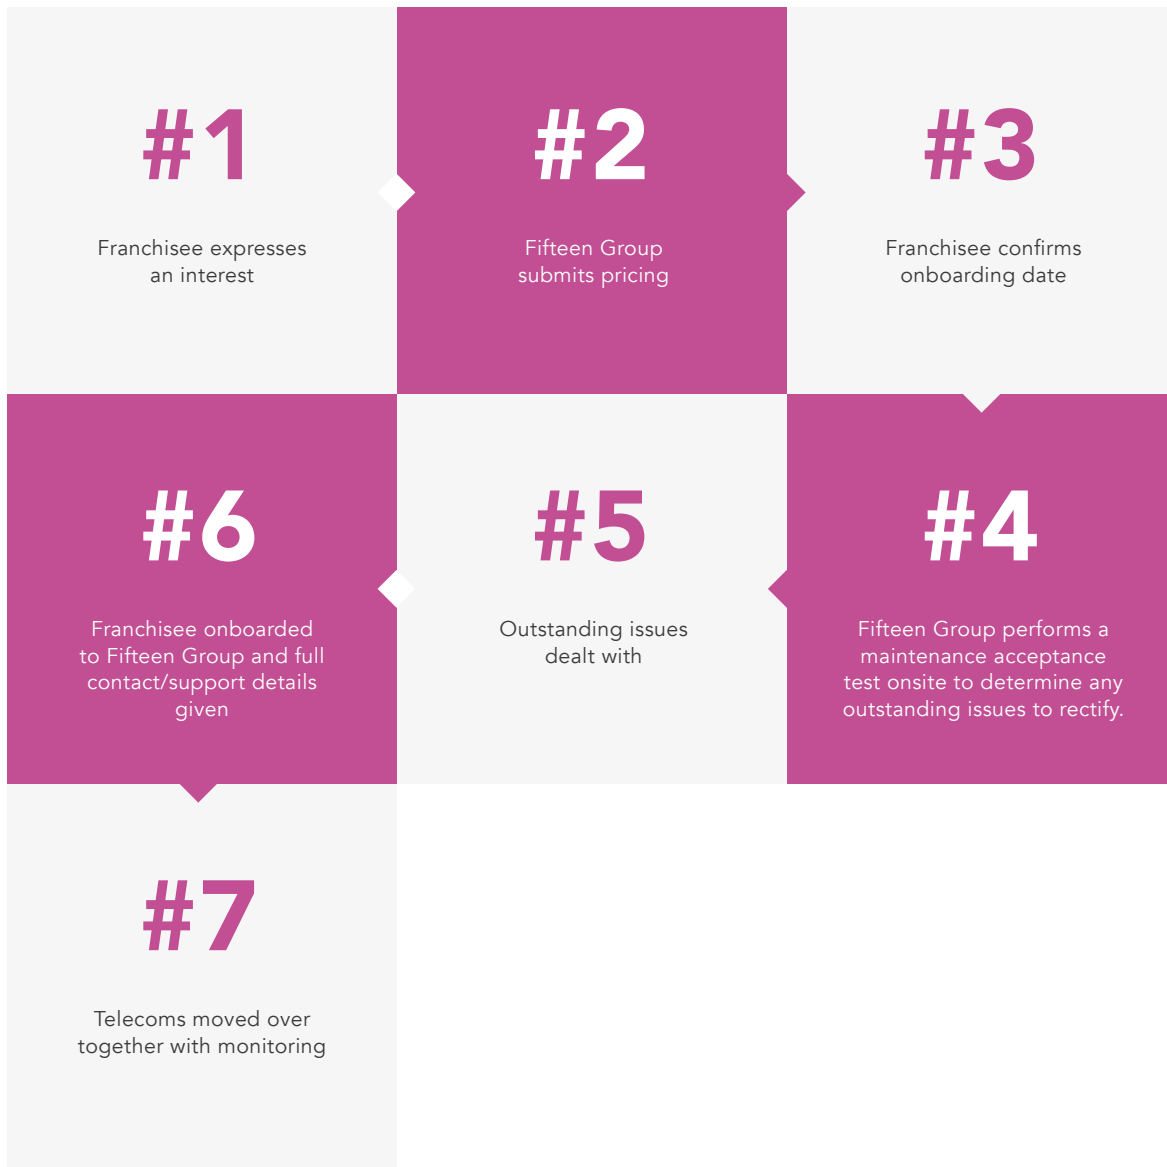 #1
Franchisee expresses
an interest
#2
Fifteen Group
submits pricing
#3
Franchisee confirms
onboarding date
#4
Fifteen Group performs a
maintenance acceptance
test onsite to determine any
outstanding issues to rectify.
#5
Outstanding issues
dealt with
#6
Franchisee onboarded
to Fifteen Group and full
contact/support details
given
#7
Telecoms moved over
together with monitoring